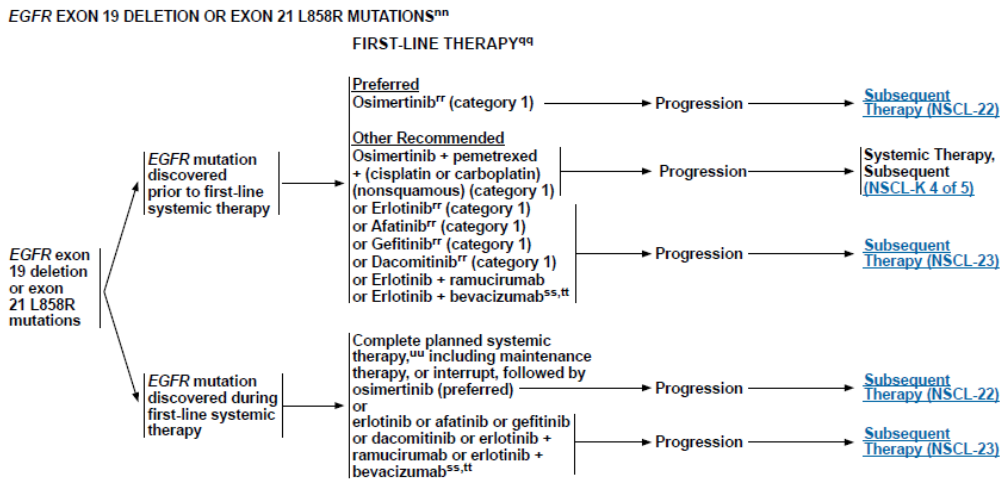 EGFR EXON 19 DELETION OR EXON 21 L858R MUTATIONSⁿⁿ
FIRST-LINE THERAPYqq
EGFR exon
19 deletion
or exon
21 L858R
mutations
EGFR mutation
discovered
prior to first-line
systemic therapy
Preferred
Osimertinibrr (category 1)
Progression
Subsequent
Therapy (NSCL-22)
Other Recommended
Osimertinib + pemetrexed
+ (cisplatin or carboplatin)
(nonsquamous) (category 1)
Progression
Systemic Therapy,
Subsequent
(NSCL-K 4 of 5)
or Erlotinibrr (category 1)
or Afatinibrr (category 1)
or Gefitinibrr (category 1)
or Dacomitinibrr (category 1)
or Erlotinib + ramucirumab
or Erlotinib + bevacizumabss,tt
Progression
Subsequent
Therapy (NSCL-23)
EGFR mutation
discovered during
first-line systemic
therapy
Complete planned systemic
therapy,uu including maintenance
therapy, or interrupt, followed by
osimertinib (preferred)
Progression
Subsequent
Therapy (NSCL-22)
or
erlotinib or afatinib or gefitinib
or dacomitinib or erlotinib +
ramucirumab or erlotinib +
bevacizumabss,tt
Progression
Subsequent
Therapy (NSCL-23)